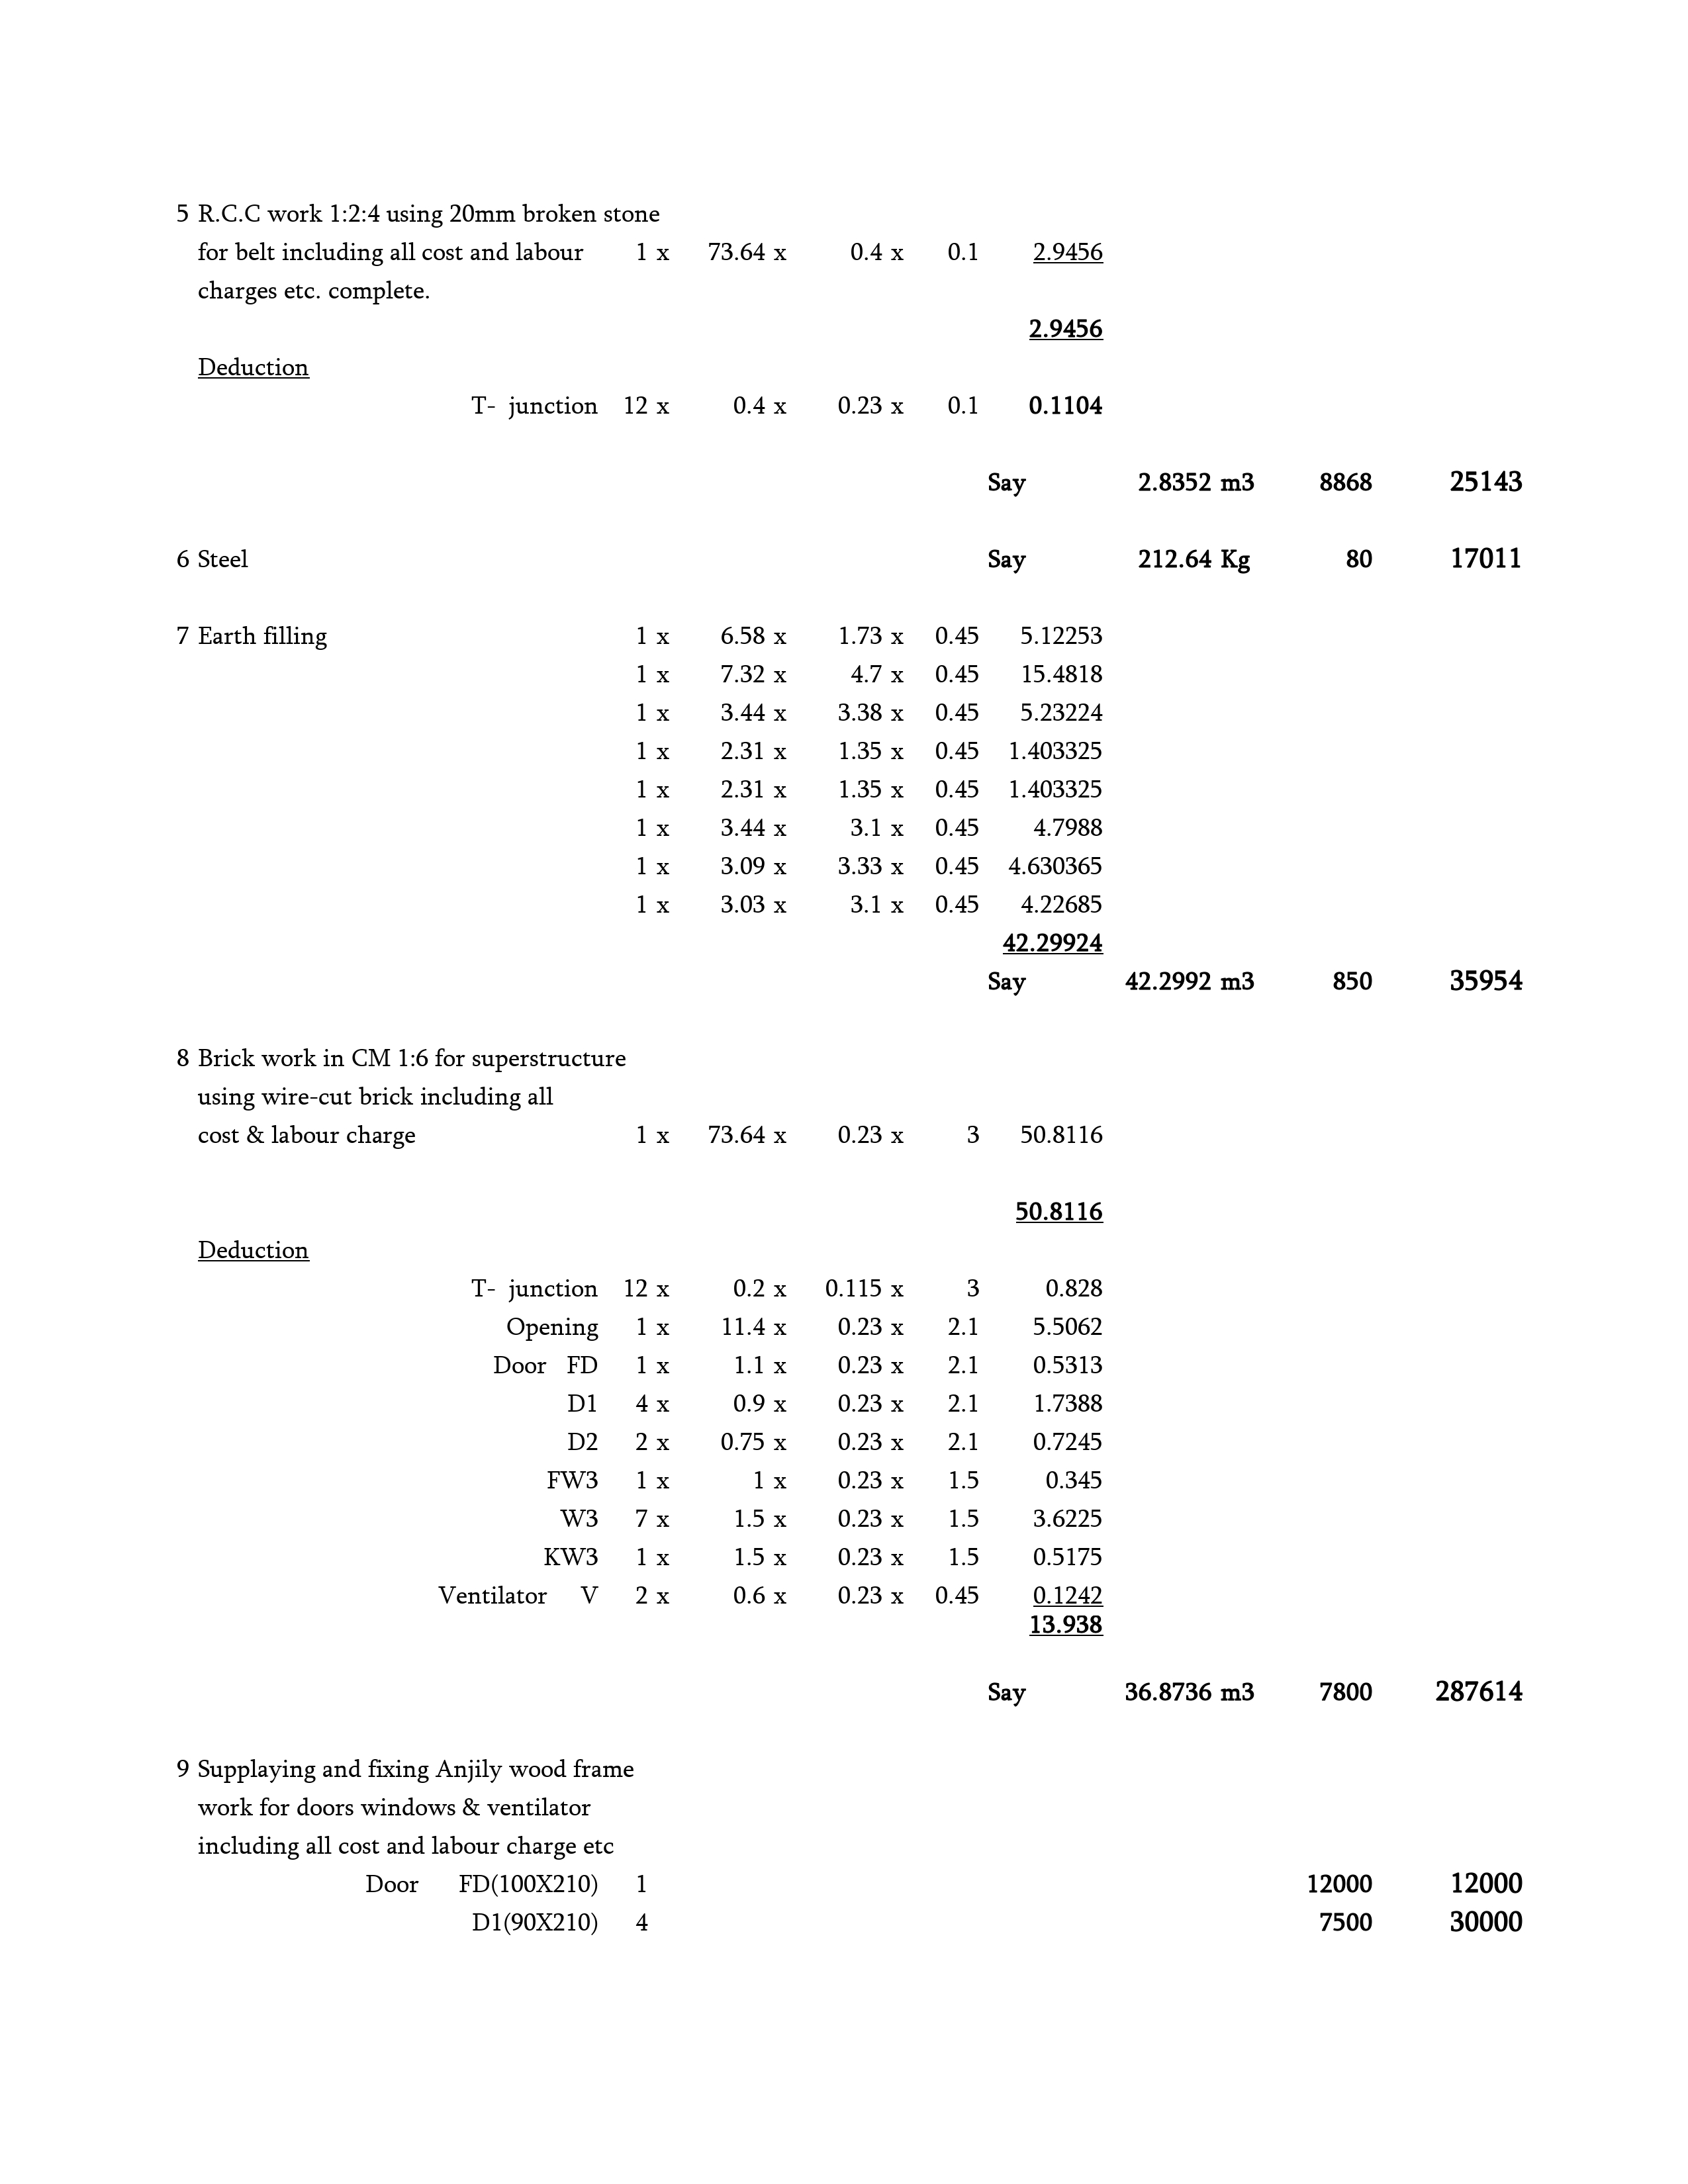 5 R.C.C work 1:2:4 using 20mm broken stone
for belt including all cost and labour 1 x 73.64 x 0.4 x 0.1 2.9456
charges etc. complete.
2.9456
Deduction
T- junction 12 x 0.4 x 0.23 x 0.1 0.1104
Say 2.8352 m3 8868 25143
6 Steel Say 212.64 Kg 80 17011
7 Earth filling 1 x 6.58 x 1.73 x 0.45 5.12253
1 x 7.32 x 4.7 x 0.45 15.4818
1 x 3.44 x 3.38 x 0.45 5.23224
1 x 2.31 x 1.35 x 0.45 1.403325
1 x 2.31 x 1.35 x 0.45 1.403325
1 x 3.44 x 3.1 x 0.45 4.7988
1 x 3.09 x 3.33 x 0.45 4.630365
1 x 3.03 x 3.1 x 0.45 4.22685
42.29924
Say 42.2992 m3 850 35954
8 Brick work in CM 1:6 for superstructure
using wire-cut brick including all
cost & labour charge 1 x 73.64 x 0.23 x 3 50.8116
50.8116
Deduction
T- junction 12 x 0.2 x 0.115 x 3 0.828
Opening 1 x 11.4 x 0.23 x 2.1 5.5062
Door FD 1 x 1.1 x 0.23 x 2.1 0.5313
D1 4 x 0.9 x 0.23 x 2.1 1.7388
D2 2 x 0.75 x 0.23 x 2.1 0.7245
FW3 1 x 1 x 0.23 x 1.5 0.345
W3 7 x 1.5 x 0.23 x 1.5 3.6225
KW3 1 x 1.5 x 0.23 x 1.5 0.5175
Ventilator V 2 x 0.6 x 0.23 x 0.45 0.1242
13.938
Say 36.8736 m3 7800 287614
9 Supplaying and fixing Anjily wood frame
work for doors windows & ventilator
including all cost and labour charge etc
Door FD(100X210) 1 12000 12000
D1(90X210) 4 7500 30000